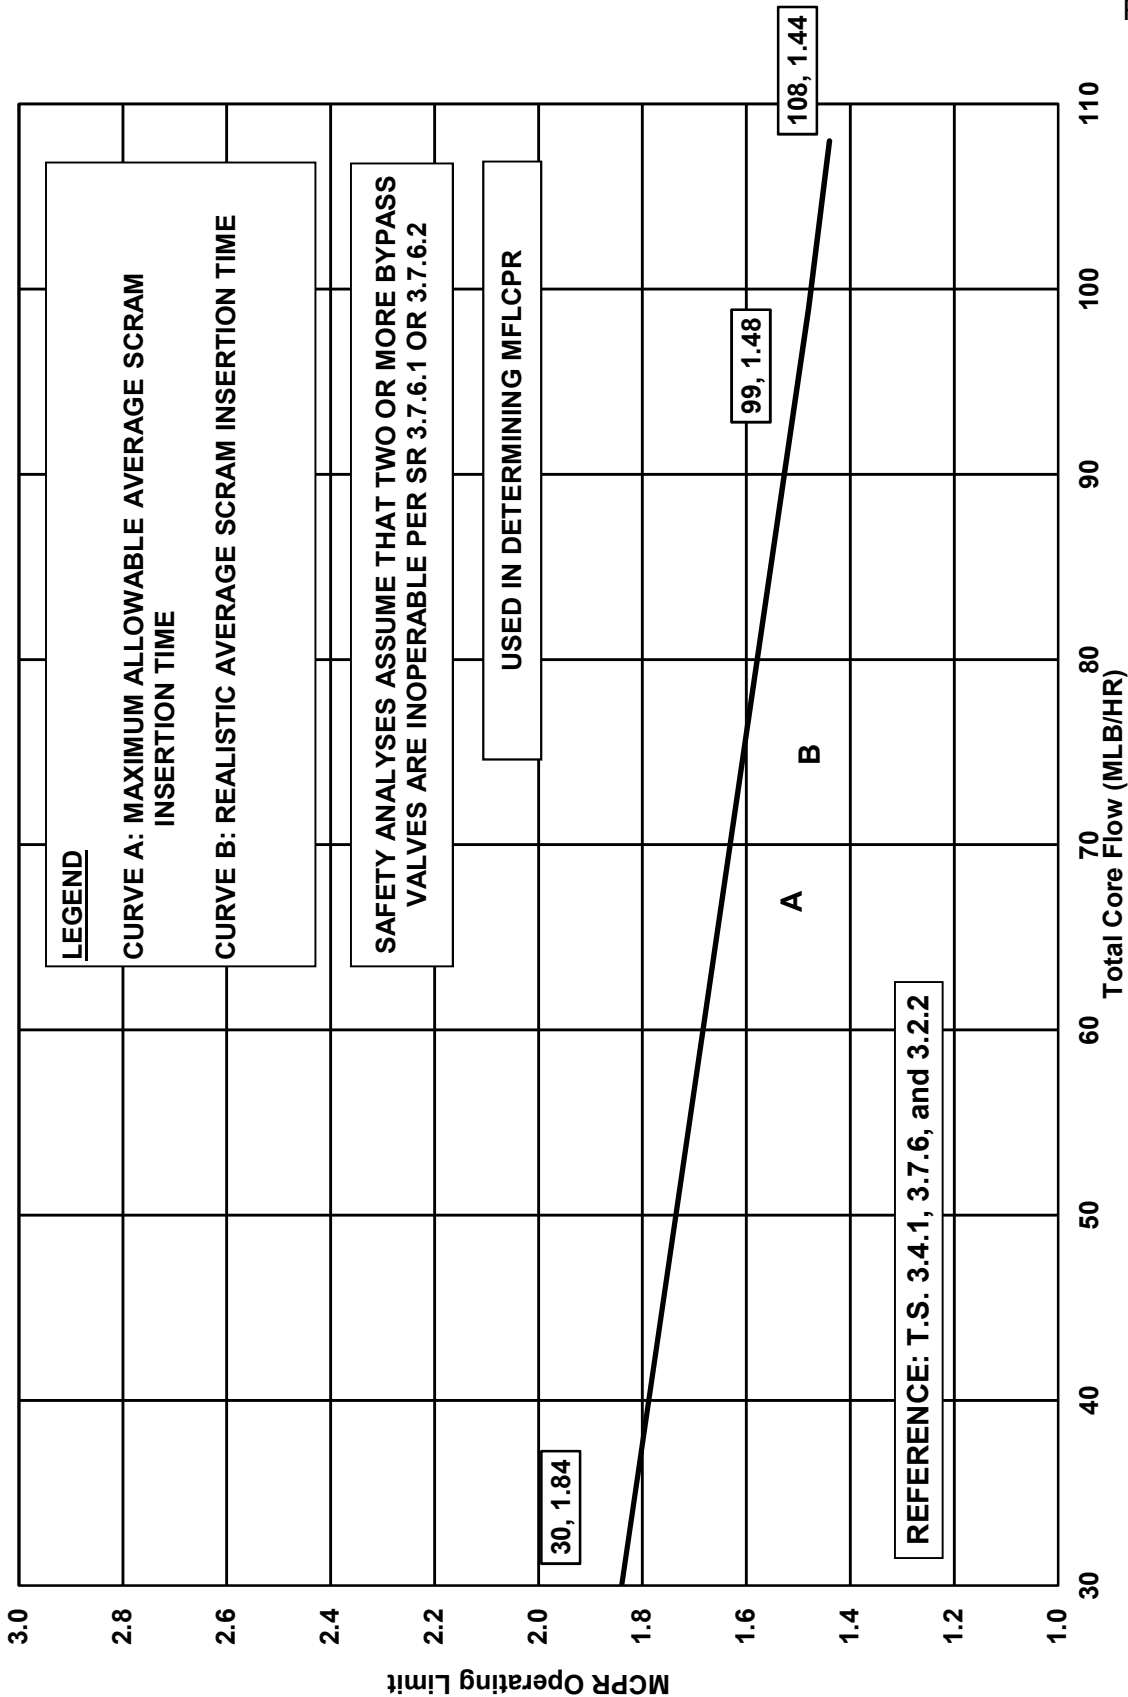 LEGEND
CURVE A: MAXIMUM ALLOWABLE AVERAGE SCRAM
INSERTION TIME
CURVE B: REALISTIC AVERAGE SCRAM INSERTION TIME
SAFETY ANALYSES ASSUME THAT TWO OR MORE BYPASS
VALVES ARE INOPERABLE PER SR 3.7.6.1 OR 3.7.6.2
USED IN DETERMINING MFLCPR
30, 1.84
99, 1.48
108, 1.44
A
B
REFERENCE: T.S. 3.4.1, 3.7.6, and 3.2.2
MCPR Operating Limit
3.0
2.8
2.6
2.4
2.2
2.0
1.8
1.6
1.4
1.2
1.0
30
40
50
60
70
80
90
100
110
Total Core Flow (MLB/HR)